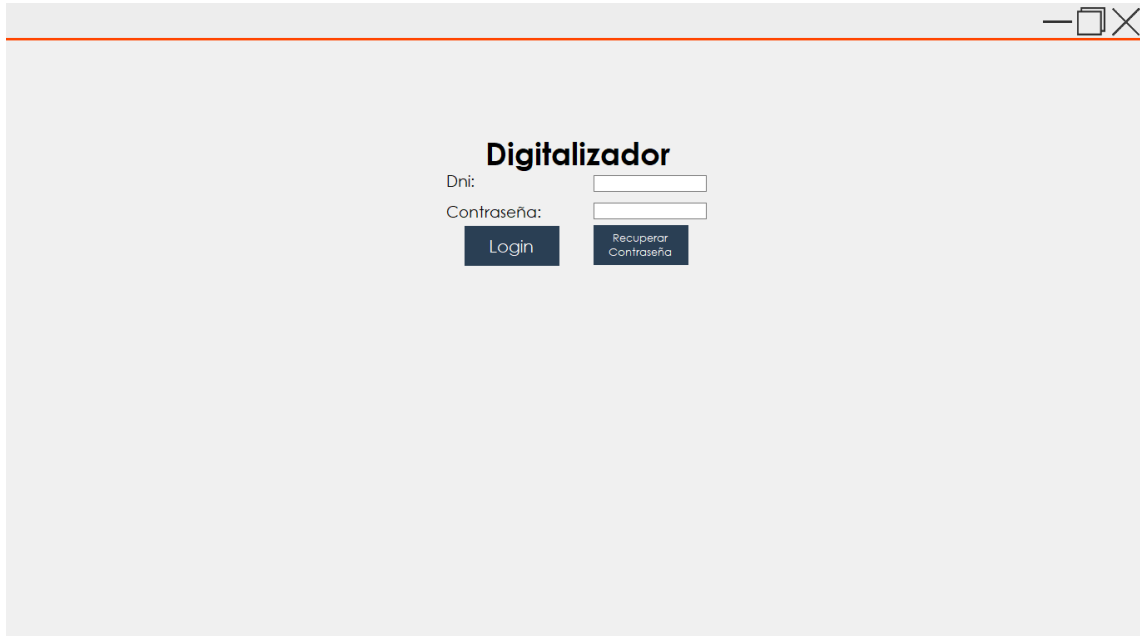 Digitalizador
Dni:
Contraseña:
Login
Recuperar
Contraseña